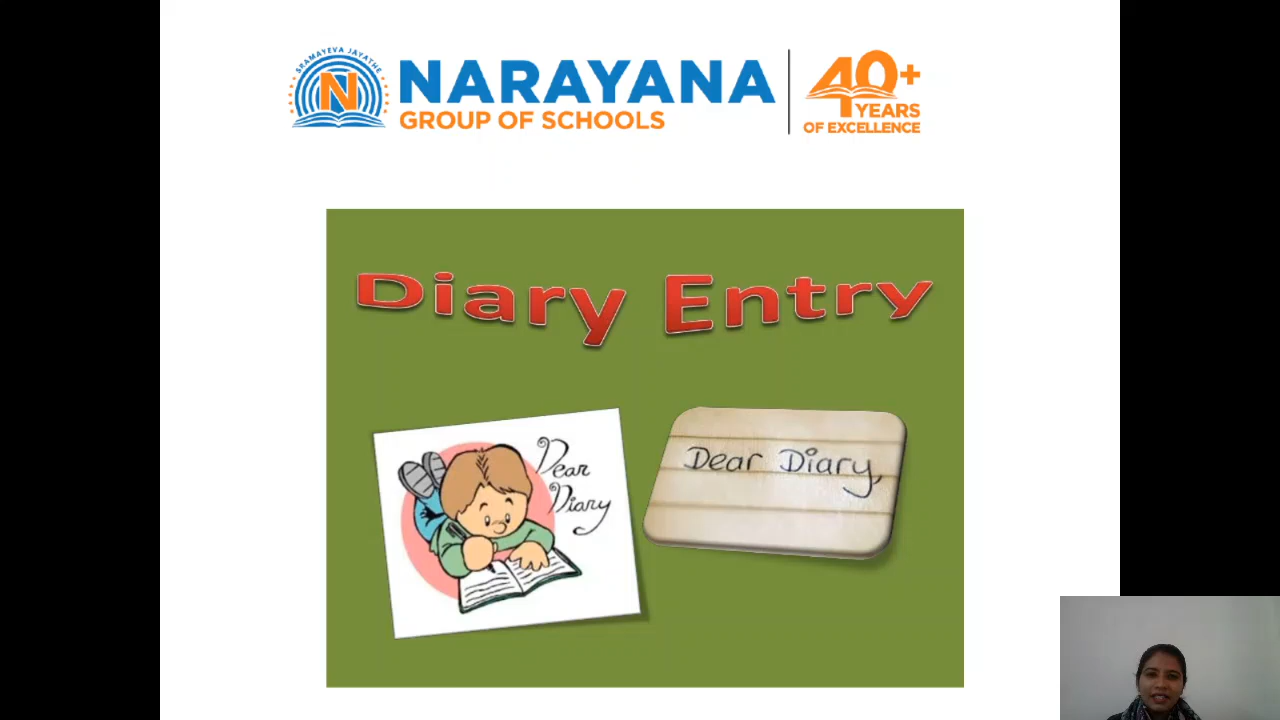 SRAMAYEVA JAYATHE
N
NARAYANA
GROUP OF SCHOOLS
40+
YEARS
OF EXCELLENCE
Diary Entry
Dear
Diary
Dear Diary,